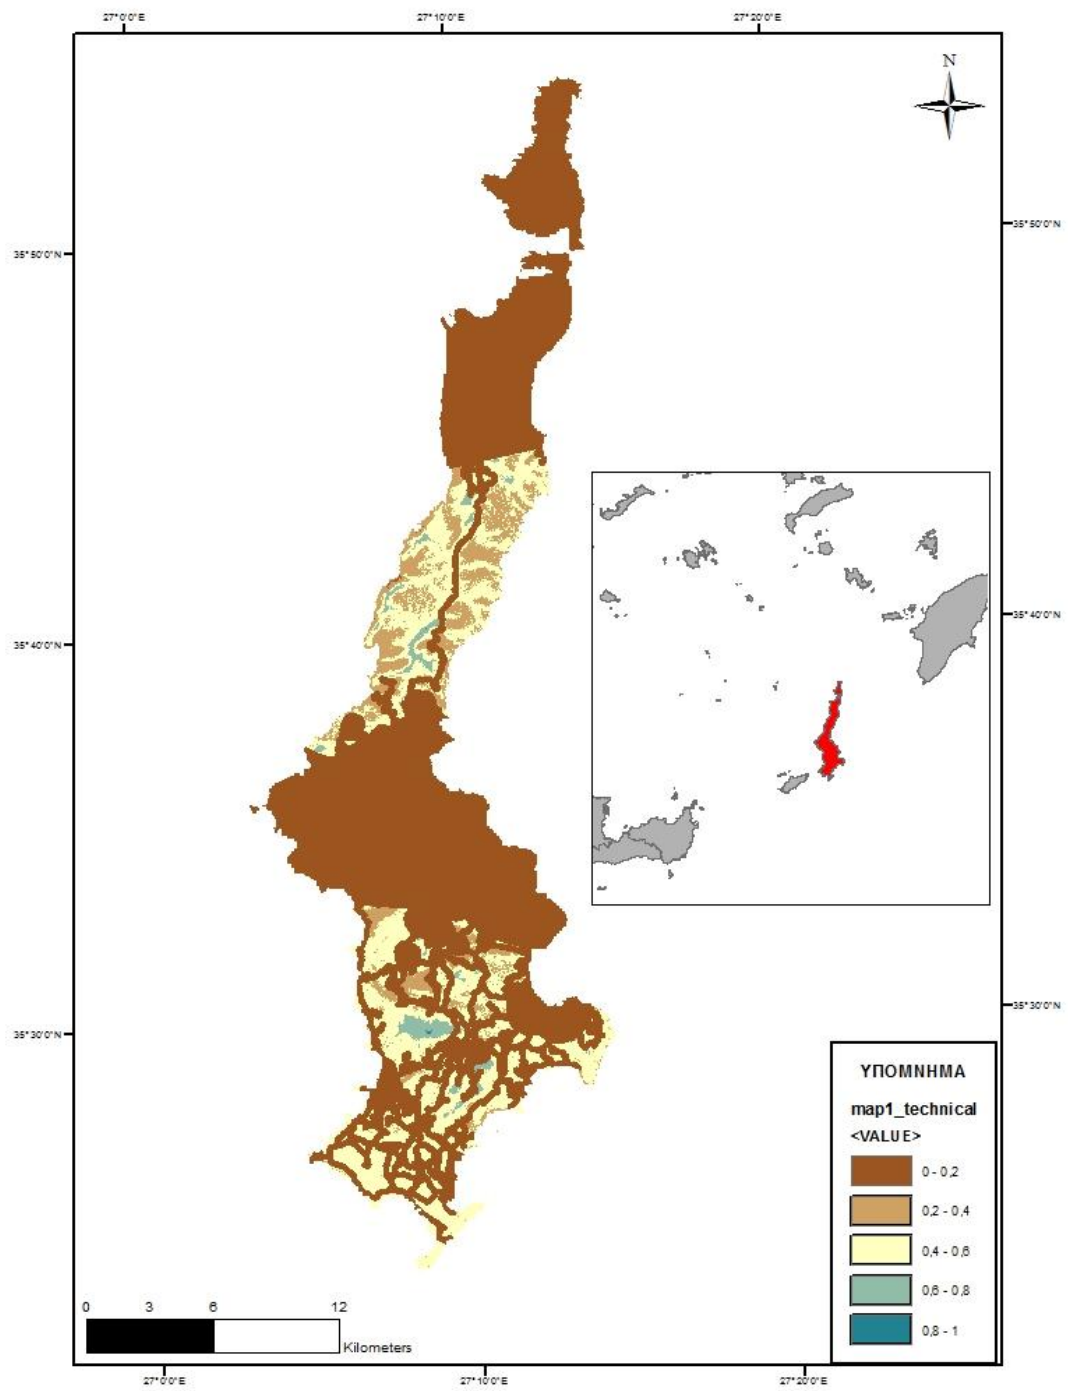 27°0'0"E 27°10'0"E 27°20'0"E
N
35°50'0"N
35°50'0"N
35°40'0"N
35°40'0"N
35°30'0"N
35°30'0"N
ΥΠΟΜΝΗΜΑ
map1_technical
<VALUE>
0 - 0,2
0,2 - 0,4
0,4 - 0,6
0,6 - 0,8
0,8 - 1
0 3 6 12
Kilometers
27°0'0"E 27°10'0"E 27°20'0"E